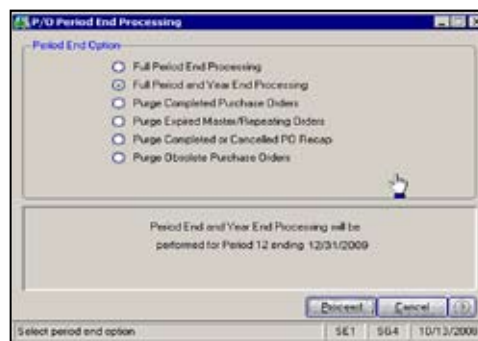 P/O Period End Processing
Period End Option
Full Period End Processing
Full Period and Year End Processing
Purge Completed Purchase Orders
Purge Expired Master/Repeating Orders
Purge Completed or Cancelled PO Recap
Purge Obsolete Purchase Orders
Period End and Year End Processing will be
performed for Period 12 ending 12/31/2009
Proceed Cancel
Select period end option SE1 SG4 10/13/2009